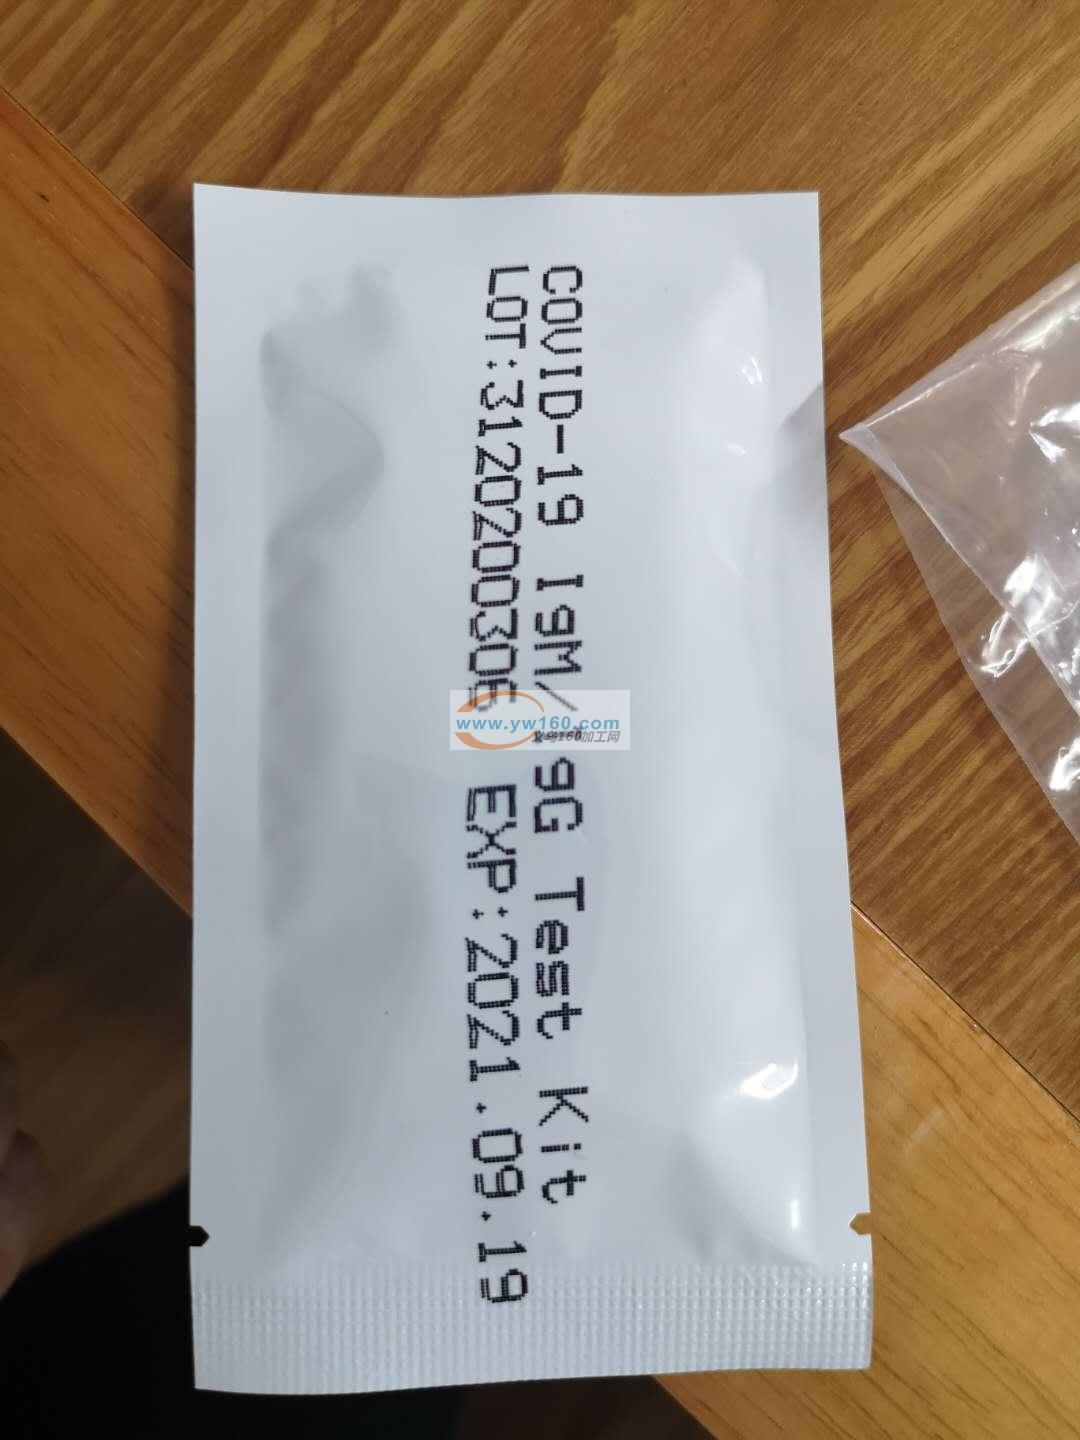 COVID-19 IgM/IgG Test Kit
LOT:3120200306 EXP:2021.09.19
www.yw160.com
义乌160加工网